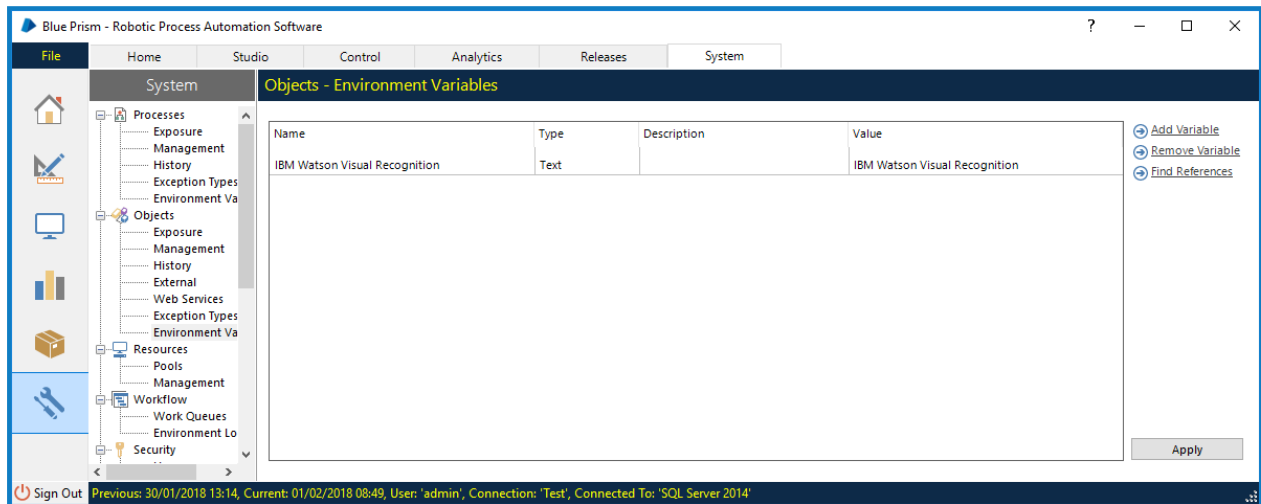 Blue Prism - Robotic Process Automation Software
?
File Home Studio Control Analytics Releases System
System
Objects - Environment Variables
Processes
Exposure
Management
History
Exception Types
Environment Va
Objects
Exposure
Management
History
External
Web Services
Exception Types
Environment Va
Resources
Pools
Management
Workflow
Work Queues
Environment Lo
Security
Name Type Description Value
IBM Watson Visual Recognition Text IBM Watson Visual Recognition
Add Variable
Remove Variable
Find References
Apply
Sign Out Previous: 30/01/2018 13:14, Current: 01/02/2018 08:49, User: 'admin', Connection: 'Test', Connected To: 'SQL Server 2014'